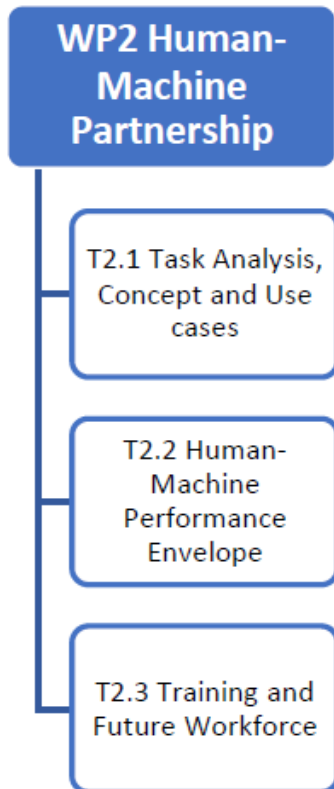 WP2 Human-
Machine
Partnership
T2.1 Task Analysis,
Concept and Use
cases
T2.2 Human-
Machine
Performance
Envelope
T2.3 Training and
Future Workforce